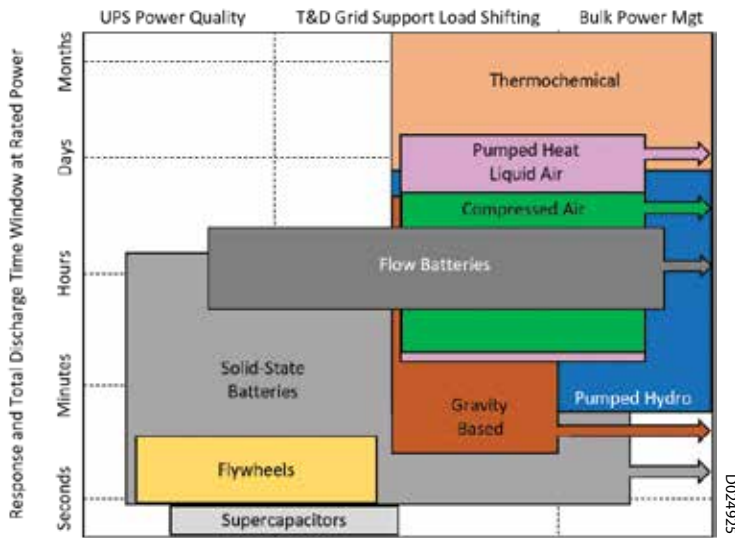 UPS Power Quality
T&D Grid Support Load Shifting
Bulk Power Mgt
Response and Total Discharge Time Window at Rated Power
Months
Days
Hours
Minutes
Seconds
Thermochemical
Pumped Heat
Liquid Air
Compressed Air
Flow Batteries
Solid-State
Batteries
Pumped Hydro
Gravity
Based
Flywheels
Supercapacitors
D024925